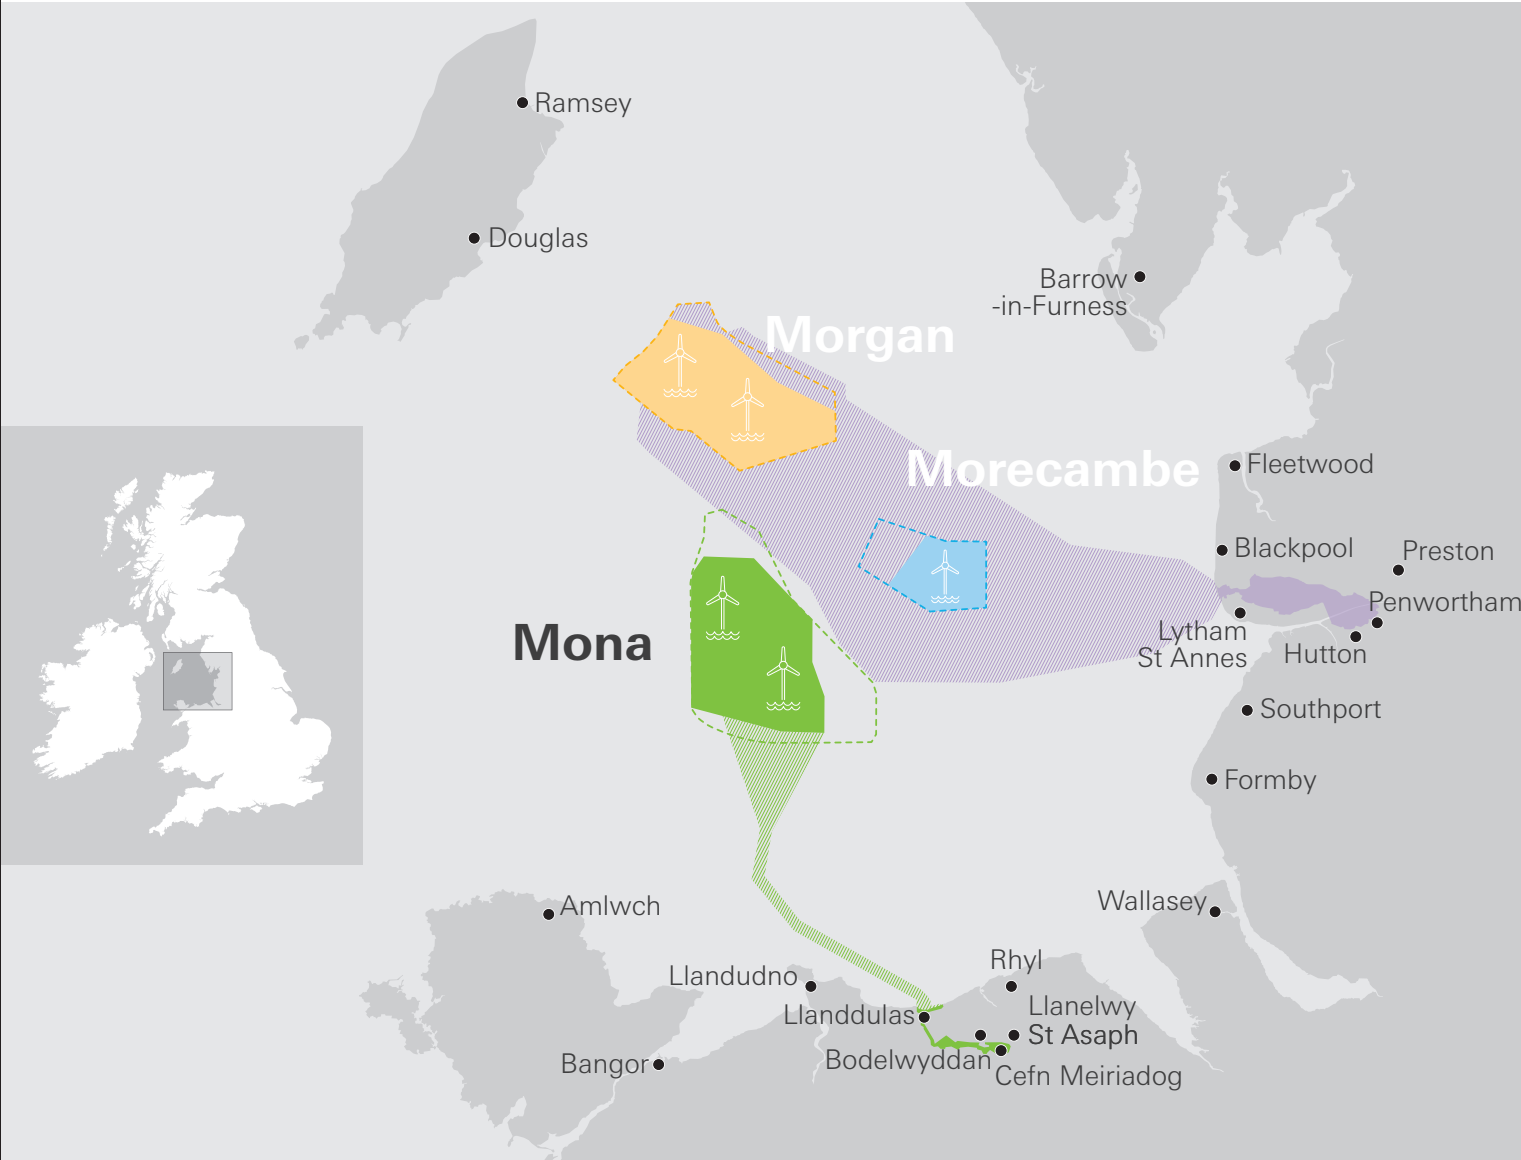 Ramsey
Douglas
Barrow
-in-Furness
Morgan
Morecambe
Fleetwood
Blackpool
Preston
Penwortham
Lytham
St Annes
Hutton
Mona
Southport
Formby
Wallasey
Amlwch
Rhyl
Llandudno
Llanddulas
Llanelwy
St Asaph
Bodelwyddan
Bangor
Cefn Meiriadog